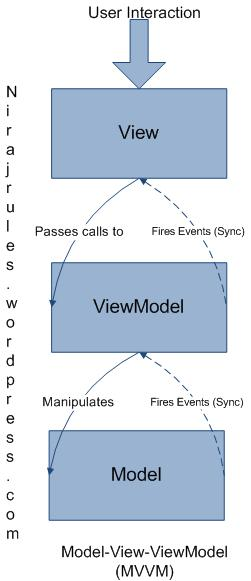 User Interaction
View
Passes calls to
Fires Events (Sync)
ViewModel
Manipulates
Fires Events (Sync)
Model
Model-View-ViewModel
(MVVM)
Nirajrules.wordpress.com